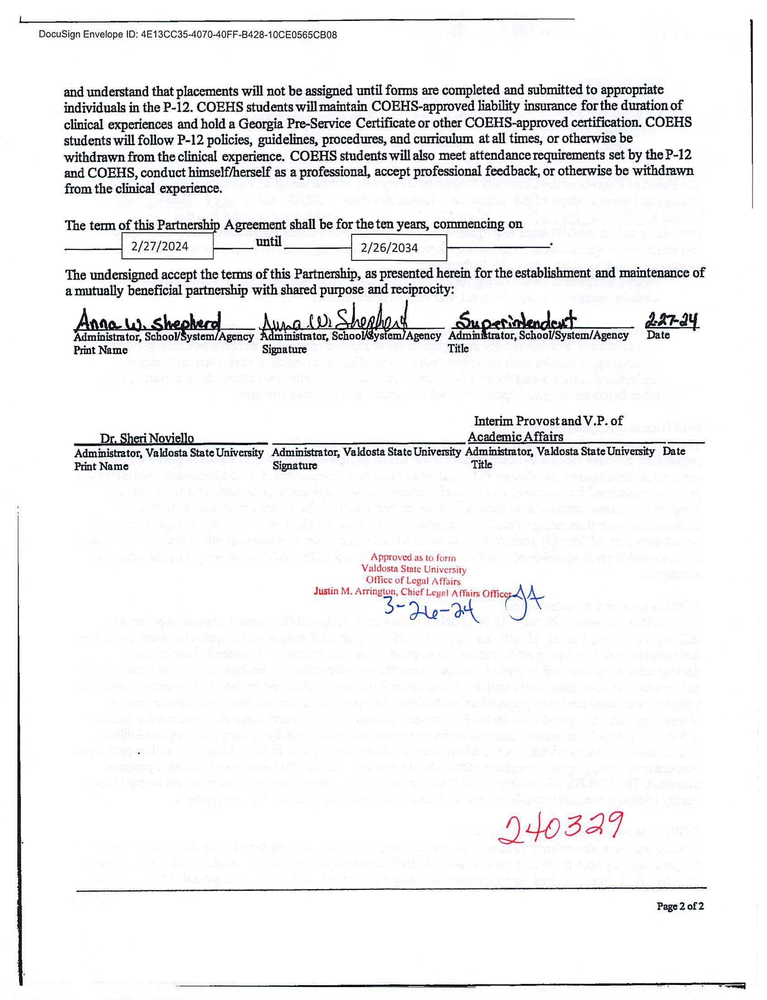 DocuSign Envelope ID: 4E13CC35-4070-40FF-B428-10CE0565CB08
and understand that placements will not be assigned until forms are completed and submitted to appropriate
individuals in the P-12. COEHS students will maintain COEHS-approved liability insurance for the duration of
clinical experiences and hold a Georgia Pre-Service Certificate or other COEHS-approved certification. COEHS
students will follow P-12 policies, guidelines, procedures, and curriculum at all times, or otherwise be
withdrawn from the clinical experience. COEHS students will also meet attendance requirements set by the P-12
and COEHS, conduct himself/herself as a professional, accept professional feedback, or otherwise be withdrawn
from the clinical experience.
The term of this Partnership Agreement shall be for the ten years, commencing on
2/27/2024 until 2/26/2034.
The undersigned accept the terms of this Partnership, as presented herein for the establishment and maintenance of
a mutually beneficial partnership with shared purpose and reciprocity:
Anna W. Shepherd Anna W. Shepherd Superintendent 2-27-24
Administrator, School/System/Agency Administrator, School/System/Agency Administrator, School/System/Agency Date
Print Name Signature Title
Interim Provost and V.P. of
Dr. Sheri Noviello Academic Affairs
Administrator, Valdosta State University Administrator, Valdosta State University Administrator, Valdosta State University Date
Print Name Signature Title
Approved as to form
Valdosta State University
Office of Legal Affairs
Justin M. Arrington, Chief Legal Affairs Officer JA
3-26-24
240329
Page 2 of 2